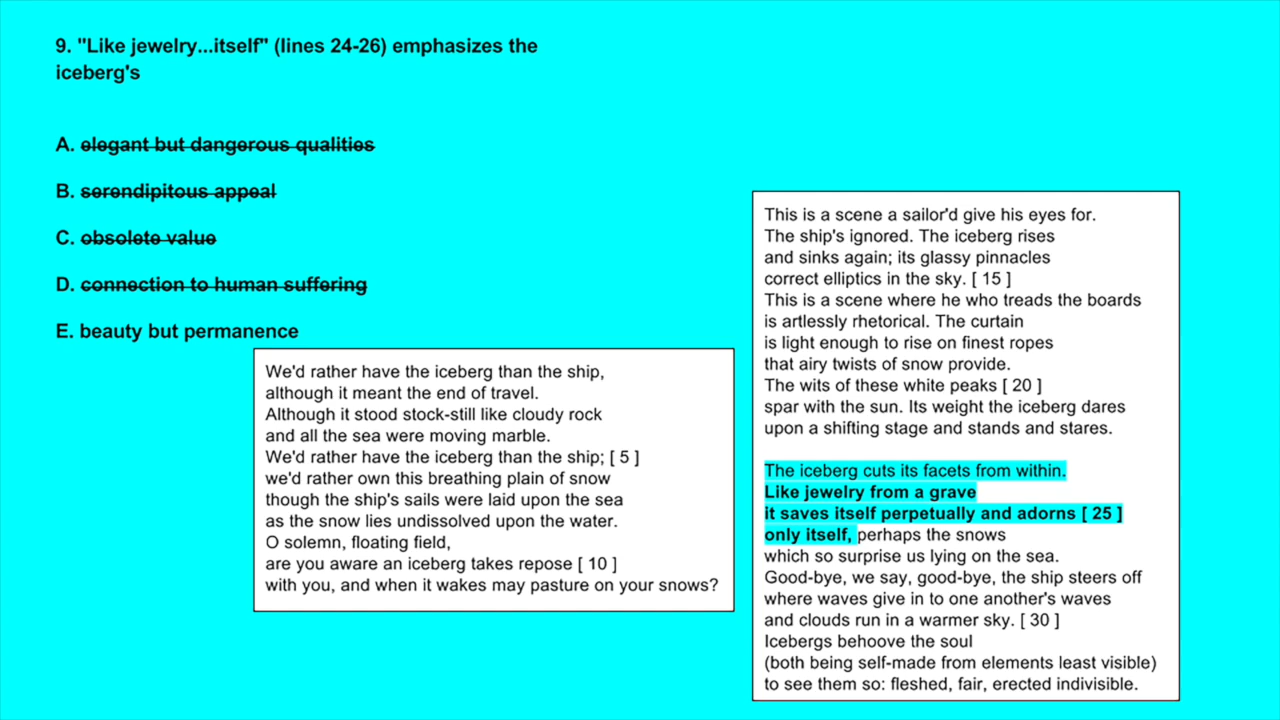 9. "Like jewelry...itself" (lines 24-26) emphasizes the
iceberg's
A. elegant but dangerous qualities
B. serendipitous appeal
C. obsolete value
D. connection to human suffering
E. beauty but permanence
We'd rather have the iceberg than the ship,
although it meant the end of travel.
Although it stood stock-still like cloudy rock
and all the sea were moving marble.
We'd rather have the iceberg than the ship; [ 5 ]
we'd rather own this breathing plain of snow
though the ship's sails were laid upon the sea
as the snow lies undissolved upon the water.
O solemn, floating field,
are you aware an iceberg takes repose [ 10 ]
with you, and when it wakes may pasture on your snows?
This is a scene a sailor'd give his eyes for.
The ship's ignored. The iceberg rises
and sinks again; its glassy pinnacles
correct elliptics in the sky. [ 15 ]
This is a scene where he who treads the boards
is artlessly rhetorical. The curtain
is light enough to rise on finest ropes
that airy twists of snow provide.
The wits of these white peaks [ 20 ]
spar with the sun. Its weight the iceberg dares
upon a shifting stage and stands and stares.
The iceberg cuts its facets from within.
Like jewelry from a grave
it saves itself perpetually and adorns [ 25 ]
only itself, perhaps the snows
which so surprise us lying on the sea.
Good-bye, we say, good-bye, the ship steers off
where waves give in to one another's waves
and clouds run in a warmer sky. [ 30 ]
Icebergs behoove the soul
(both being self-made from elements least visible)
to see them so: fleshed, fair, erected indivisible.